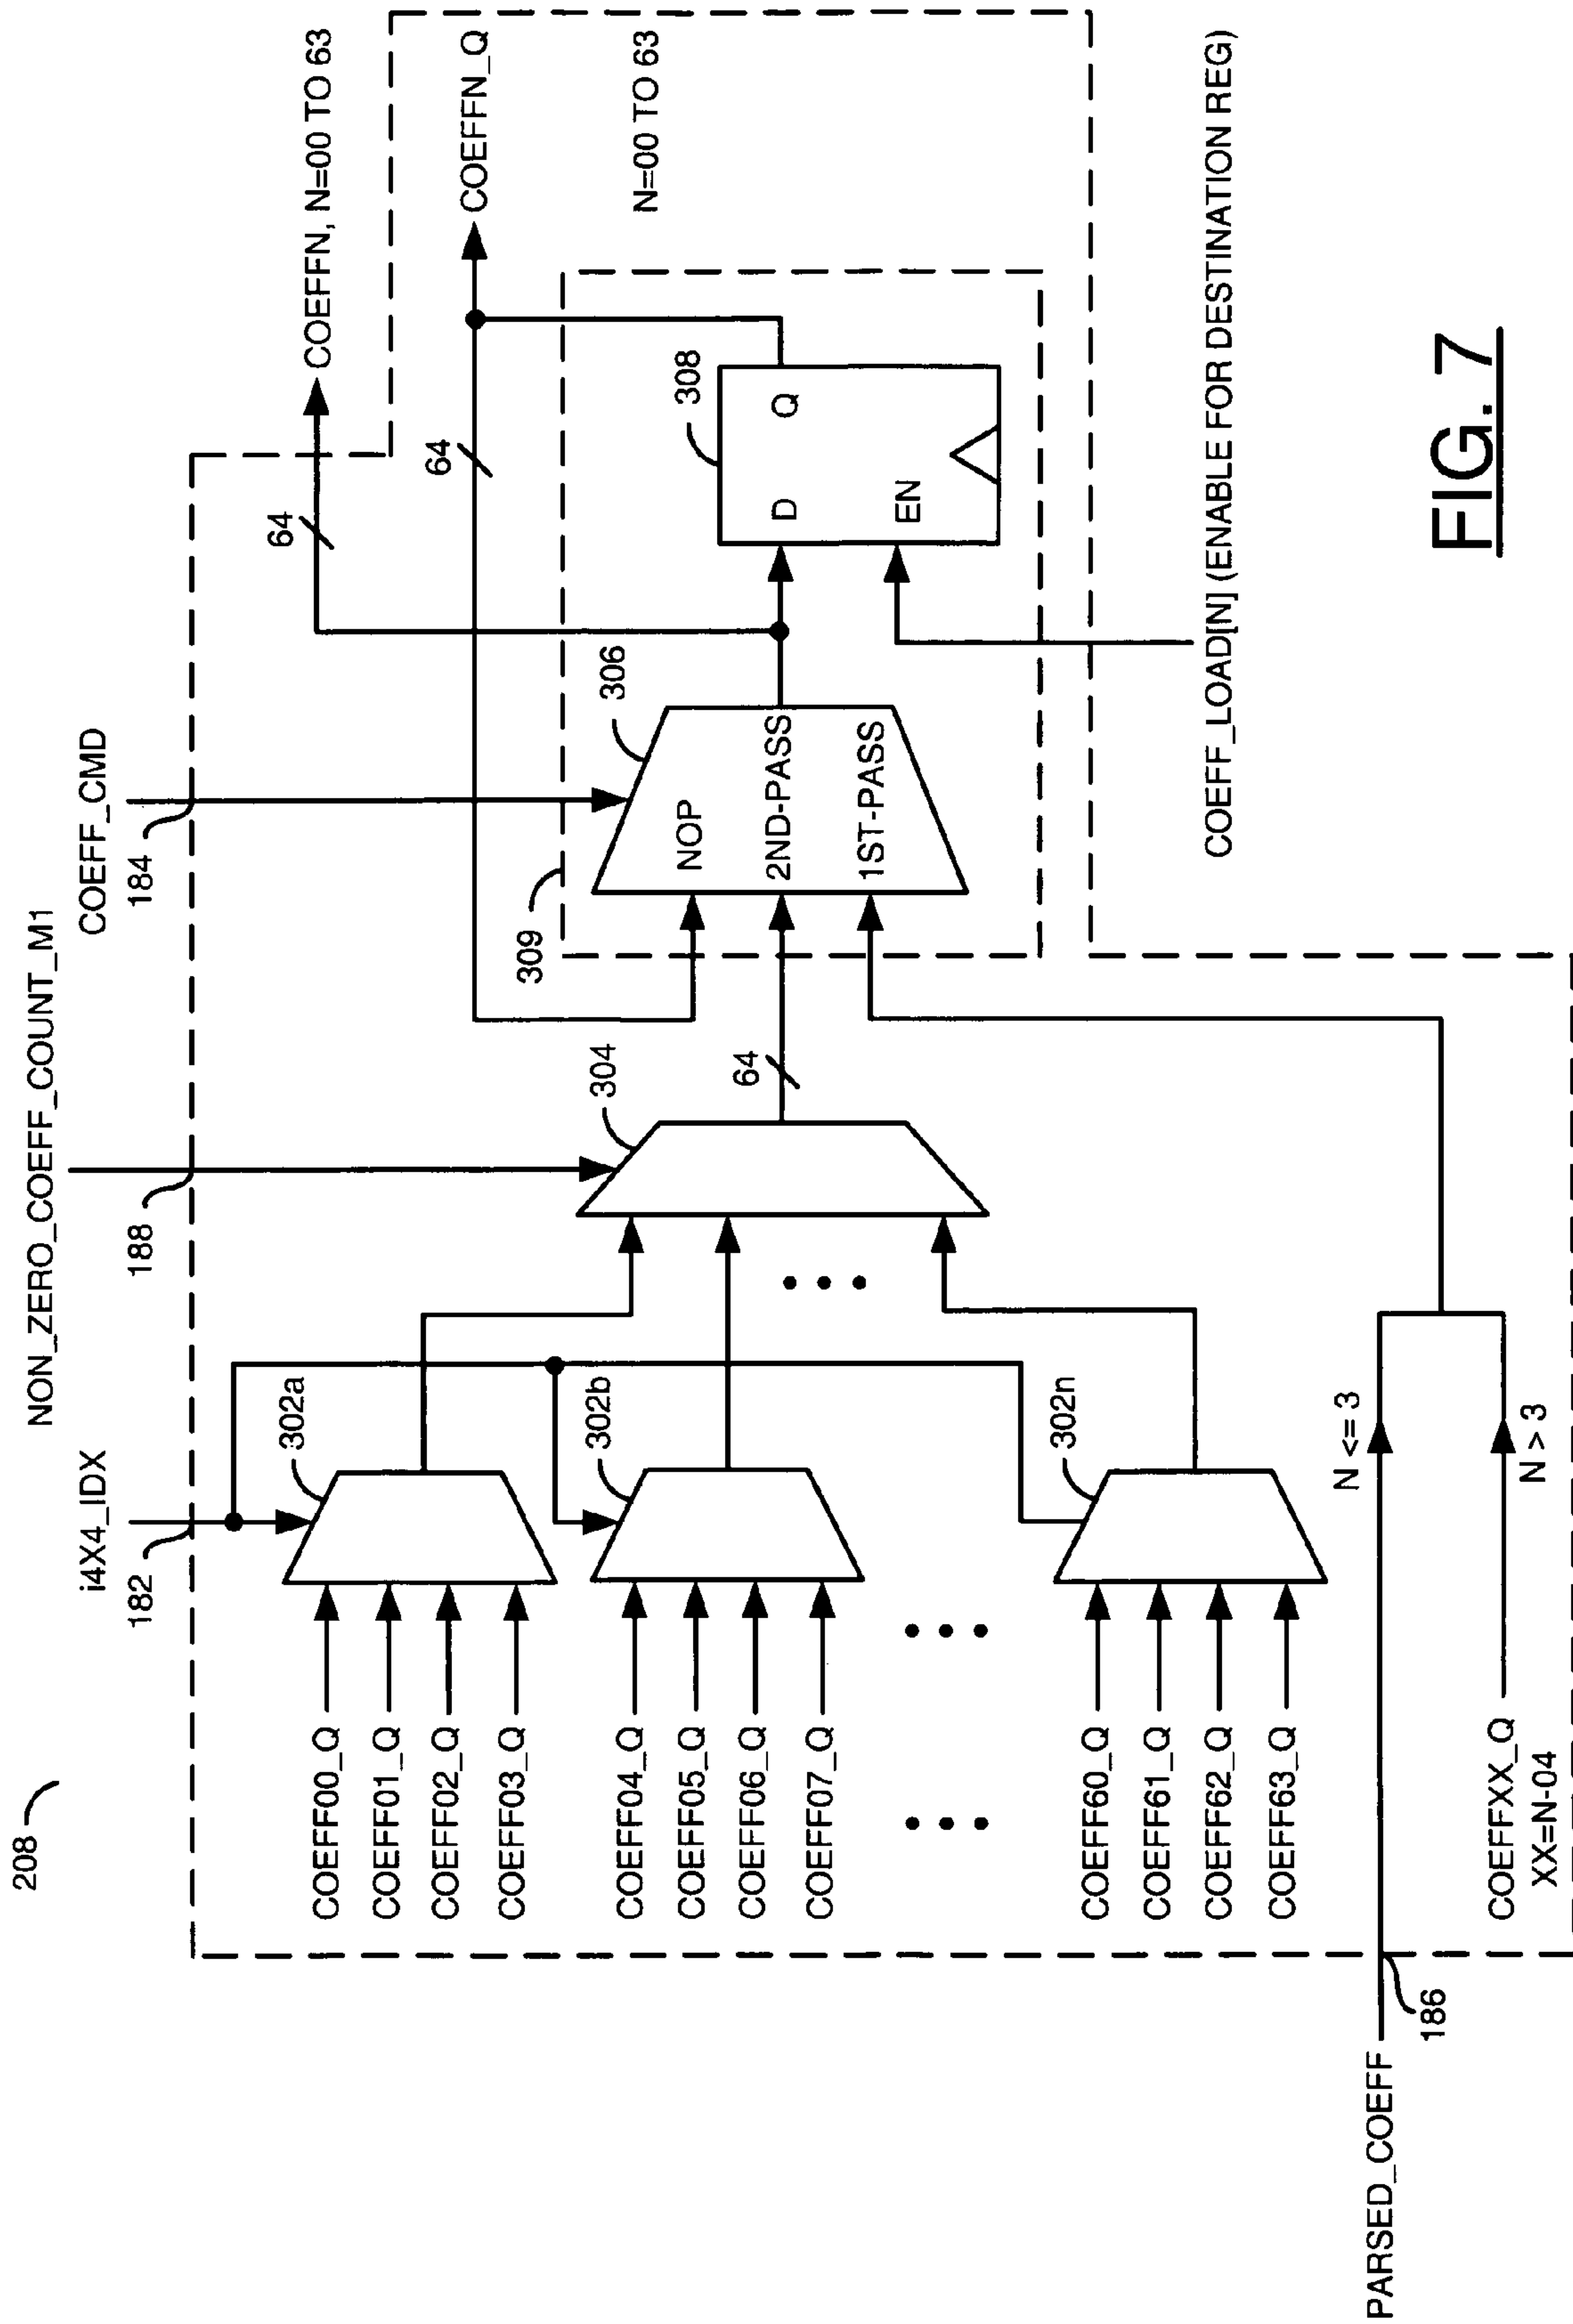 208
NON_ZERO_COEFF_COUNT_M1
i4X4_IDX
COEFF_CMD
182
188
184
COEFFN, N=00 TO 63
64
COEFFN_Q
64
N=00 TO 63
COEFF00_Q
COEFF01_Q
COEFF02_Q
COEFF03_Q
302a
COEFF04_Q
COEFF05_Q
COEFF06_Q
COEFF07_Q
302b
COEFF60_Q
COEFF61_Q
COEFF62_Q
COEFF63_Q
302n
304
64
309
306
NOP
2ND-PASS
1ST-PASS
308
D
Q
EN
COEFF_LOAD[N] (ENABLE FOR DESTINATION REG)
PARSED_COEFF
186
N <= 3
COEFFXX_Q
XX=N-04
N > 3
FIG. 7